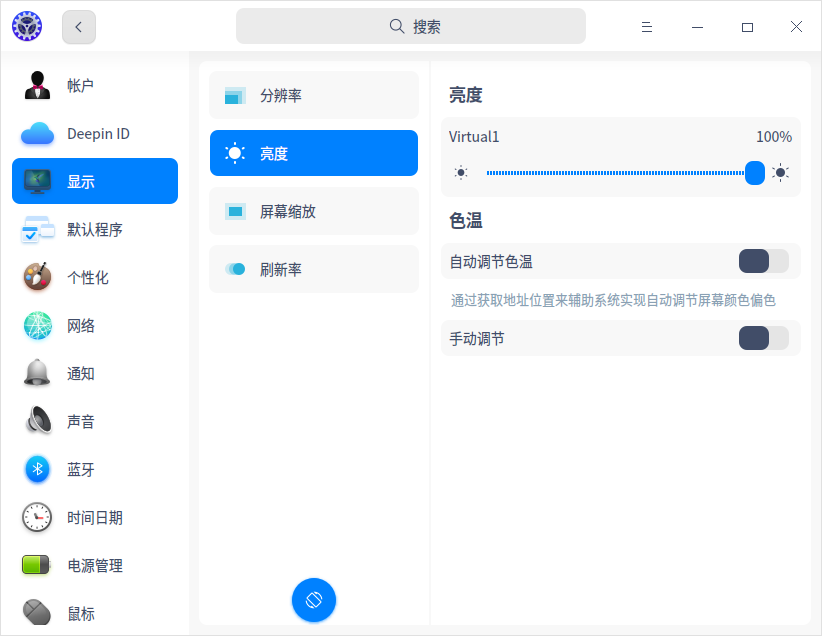 搜索
帐户
Deepin ID
显示
默认程序
个性化
网络
通知
声音
蓝牙
时间日期
电源管理
鼠标
分辨率
亮度
屏幕缩放
刷新率
亮度
Virtual1 100%
色温
自动调节色温
通过获取地址位置来辅助系统实现自动调节屏幕颜色偏色
手动调节